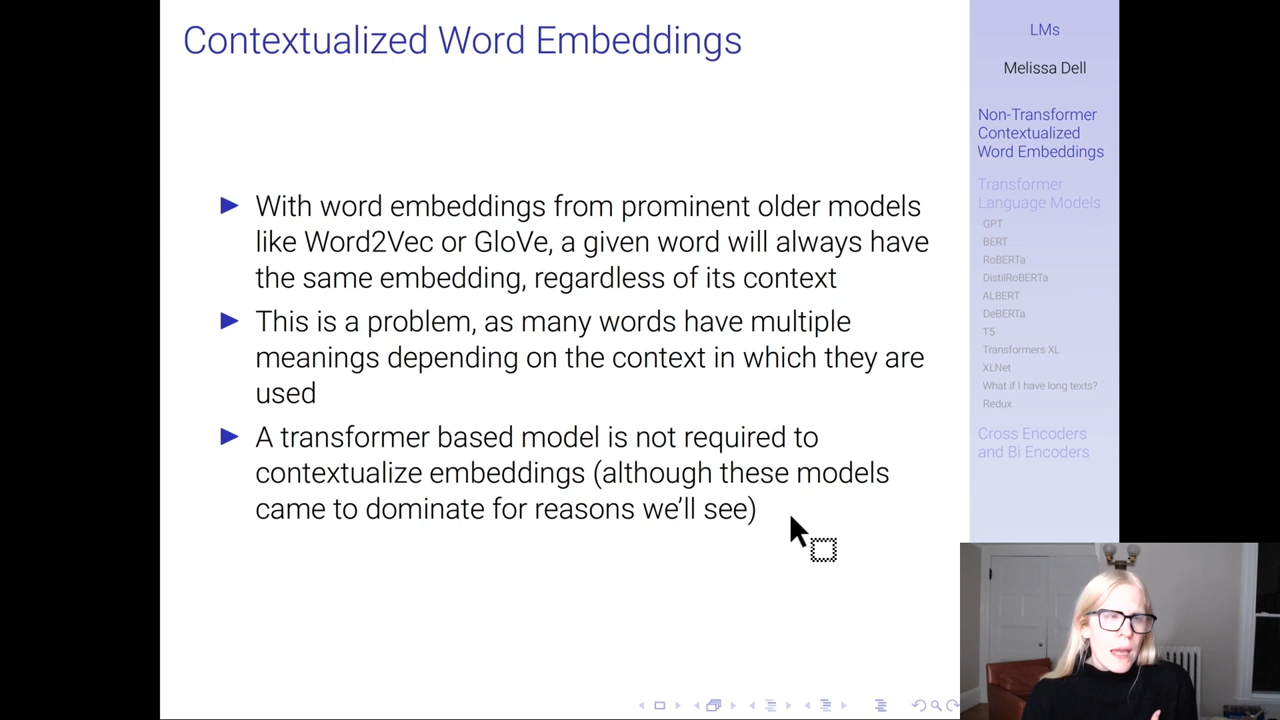 Contextualized Word Embeddings
With word embeddings from prominent older models
like Word2Vec or GloVe, a given word will always have
the same embedding, regardless of its context
This is a problem, as many words have multiple
meanings depending on the context in which they are
used
A transformer based model is not required to
contextualize embeddings (although these models
came to dominate for reasons we'll see)
LMs
Melissa Dell
Non-Transformer
Contextualized
Word Embeddings
Transformer
Language Models
GPT
BERT
RoBERTa
DistilRoBERTa
ALBERT
DeBERTa
T5
Transformers XL
XLNet
What if I have long texts?
Redux
Cross Encoders
and Bi Encoders